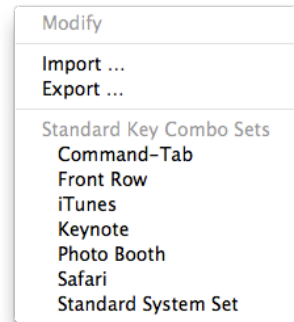 Modify
Import ...
Export ...
Standard Key Combo Sets
Command-Tab
Front Row
iTunes
Keynote
Photo Booth
Safari
Standard System Set